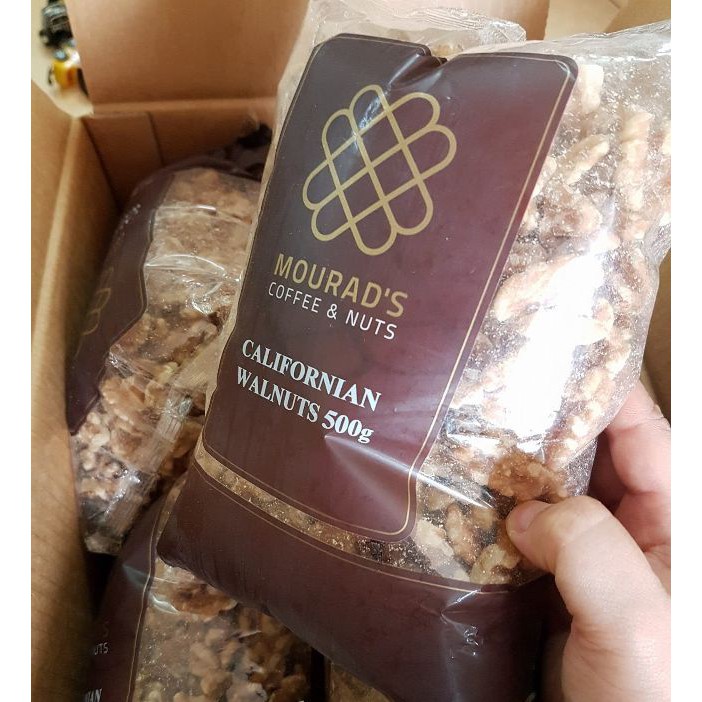 MOURAD'S
COFFEE & NUTS
CALIFORNIAN
WALNUTS 500g